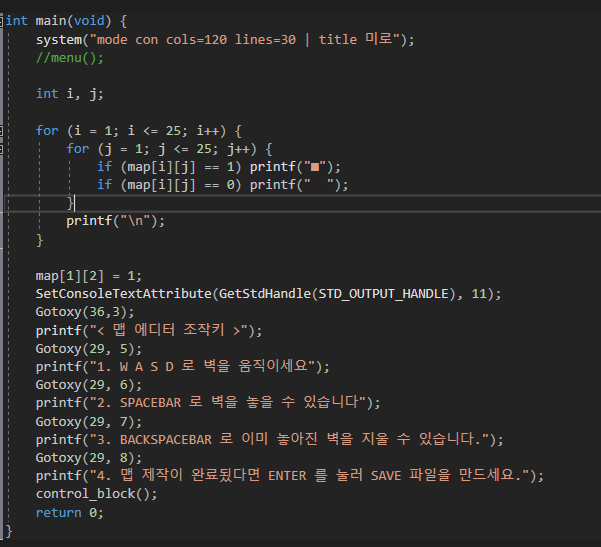 int main(void) {
system("mode con cols=120 lines=30 | title 미로");
//menu();
int i, j;
for (i = 1; i <= 25; i++) {
for (j = 1; j <= 25; j++) {
if (map[i][j] == 1) printf("■");
if (map[i][j] == 0) printf("  ");
}
printf("\n");
}
map[1][2] = 1;
SetConsoleTextAttribute(GetStdHandle(STD_OUTPUT_HANDLE), 11);
Gotoxy(36,3);
printf("< 맵 에디터 조작키 >");
Gotoxy(29, 5);
printf("1. W A S D 로 벽을 움직이세요");
Gotoxy(29, 6);
printf("2. SPACEBAR 로 벽을 놓을 수 있습니다");
Gotoxy(29, 7);
printf("3. BACKSPACEBAR 로 이미 놓아진 벽을 지울 수 있습니다.");
Gotoxy(29, 8);
printf("4. 맵 제작이 완료됬다면 ENTER 를 눌러 SAVE 파일을 만드세요.");
control_block();
return 0;
}